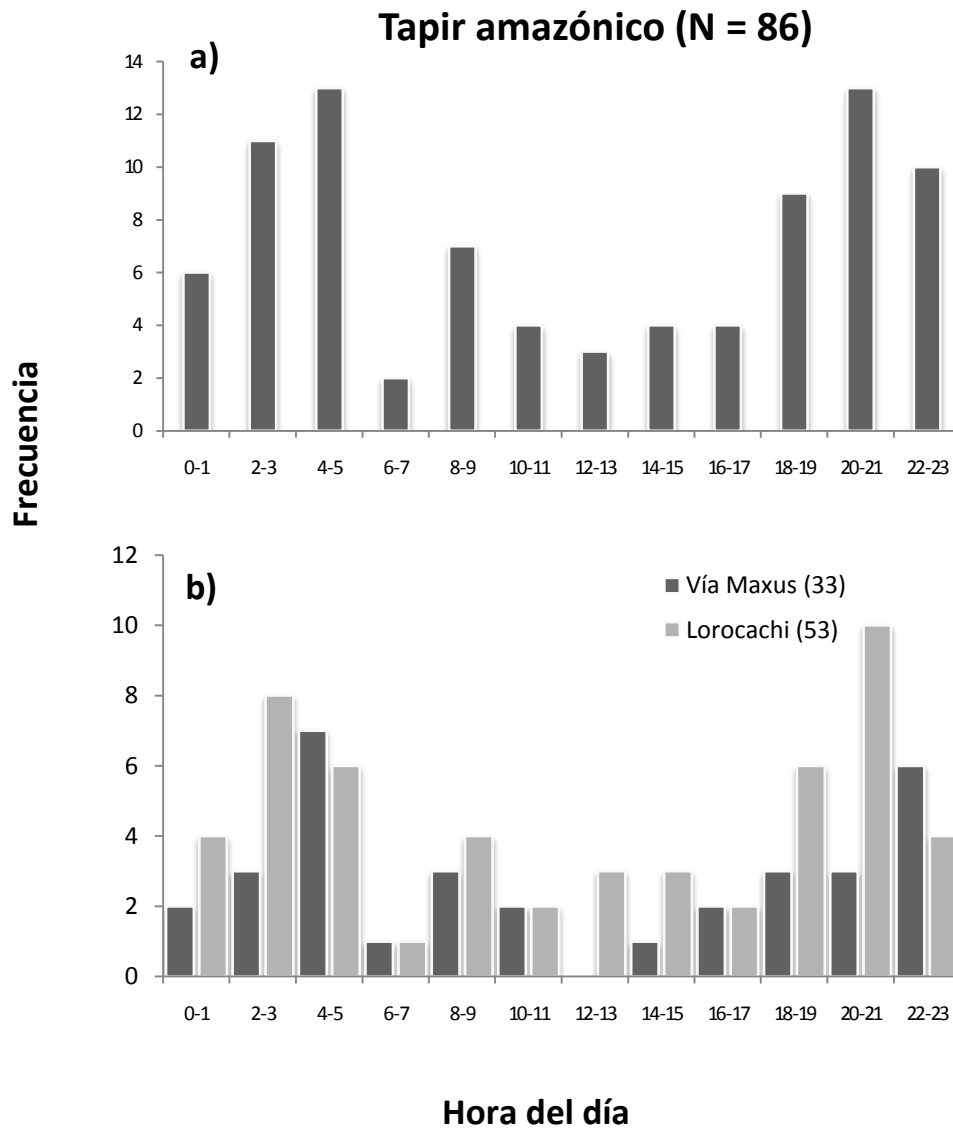 Tapir amazónico (N = 86)
a)
14
12
10
8
6
4
2
0
0-1 2-3 4-5 6-7 8-9 10-11 12-13 14-15 16-17 18-19 20-21 22-23
Frecuencia
b)
12
10
8
6
4
2
0
Vía Maxus (33)
Lorocachi (53)
0-1 2-3 4-5 6-7 8-9 10-11 12-13 14-15 16-17 18-19 20-21 22-23
Hora del día